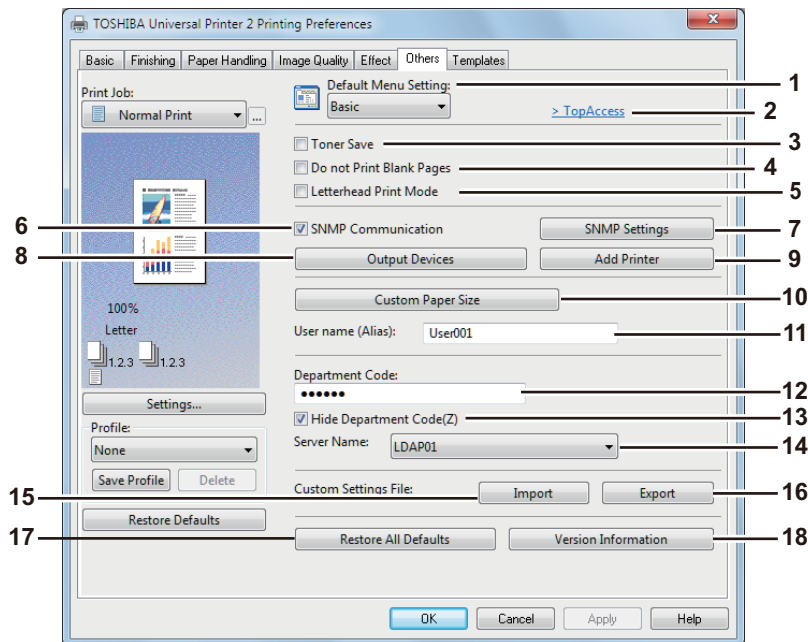 TOSHIBA Universal Printer 2 Printing Preferences
Basic Finishing Paper Handling Image Quality Effect Others Templates
Print Job:
Normal Print
...
100%
Letter
1.2.3 1.2.3
Settings...
Profile:
None
Save Profile Delete
Restore Defaults
Default Menu Setting: 1
Basic > TopAccess 2
Toner Save 3
Do not Print Blank Pages 4
Letterhead Print Mode 5
6 SNMP Communication SNMP Settings 7
8 Output Devices Add Printer 9
Custom Paper Size 10
User name (Alias): User001 11
Department Code:
●●●●●● 12
Hide Department Code(Z) 13
Server Name: LDAP01 14
15 Custom Settings File: Import Export 16
17 Restore All Defaults Version Information 18
OK Cancel Apply Help